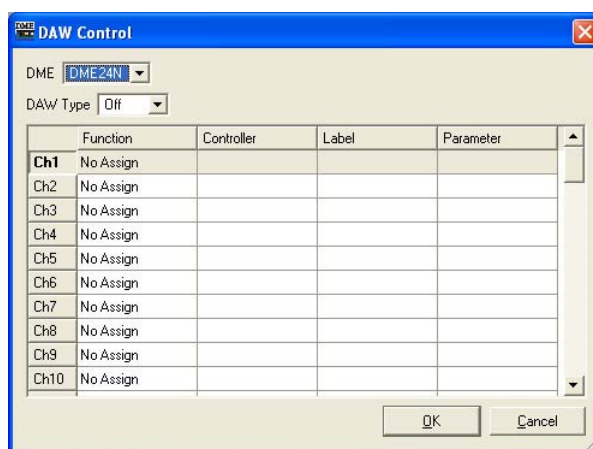 DME DAW Control
DME DME24N
DAW Type Off
Function Controller Label Parameter
Ch1 No Assign
Ch2 No Assign
Ch3 No Assign
Ch4 No Assign
Ch5 No Assign
Ch6 No Assign
Ch7 No Assign
Ch8 No Assign
Ch9 No Assign
Ch10 No Assign
OK Cancel